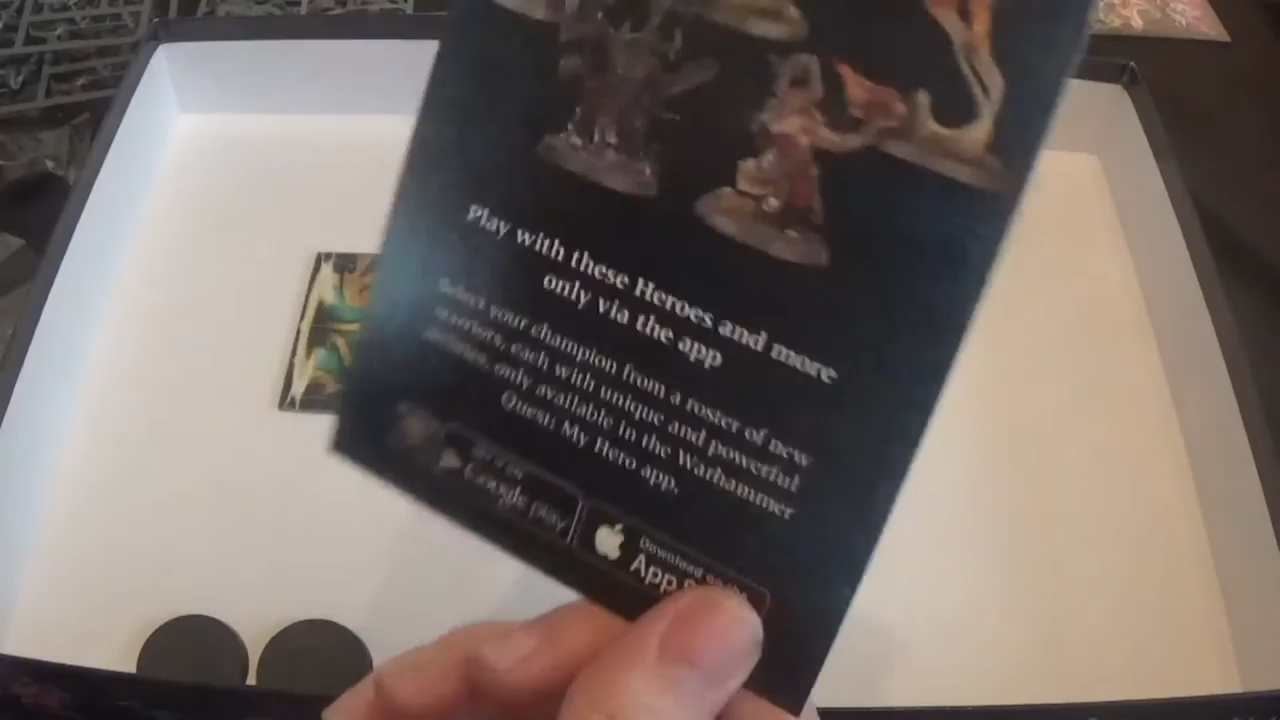 Play with these Heroes and more
only via the app
Select your champion from a roster of new
warriors, each with unique and powerful
abilities, only available in the Warhammer
Quest: My Hero app.
Google play
Download on the
App